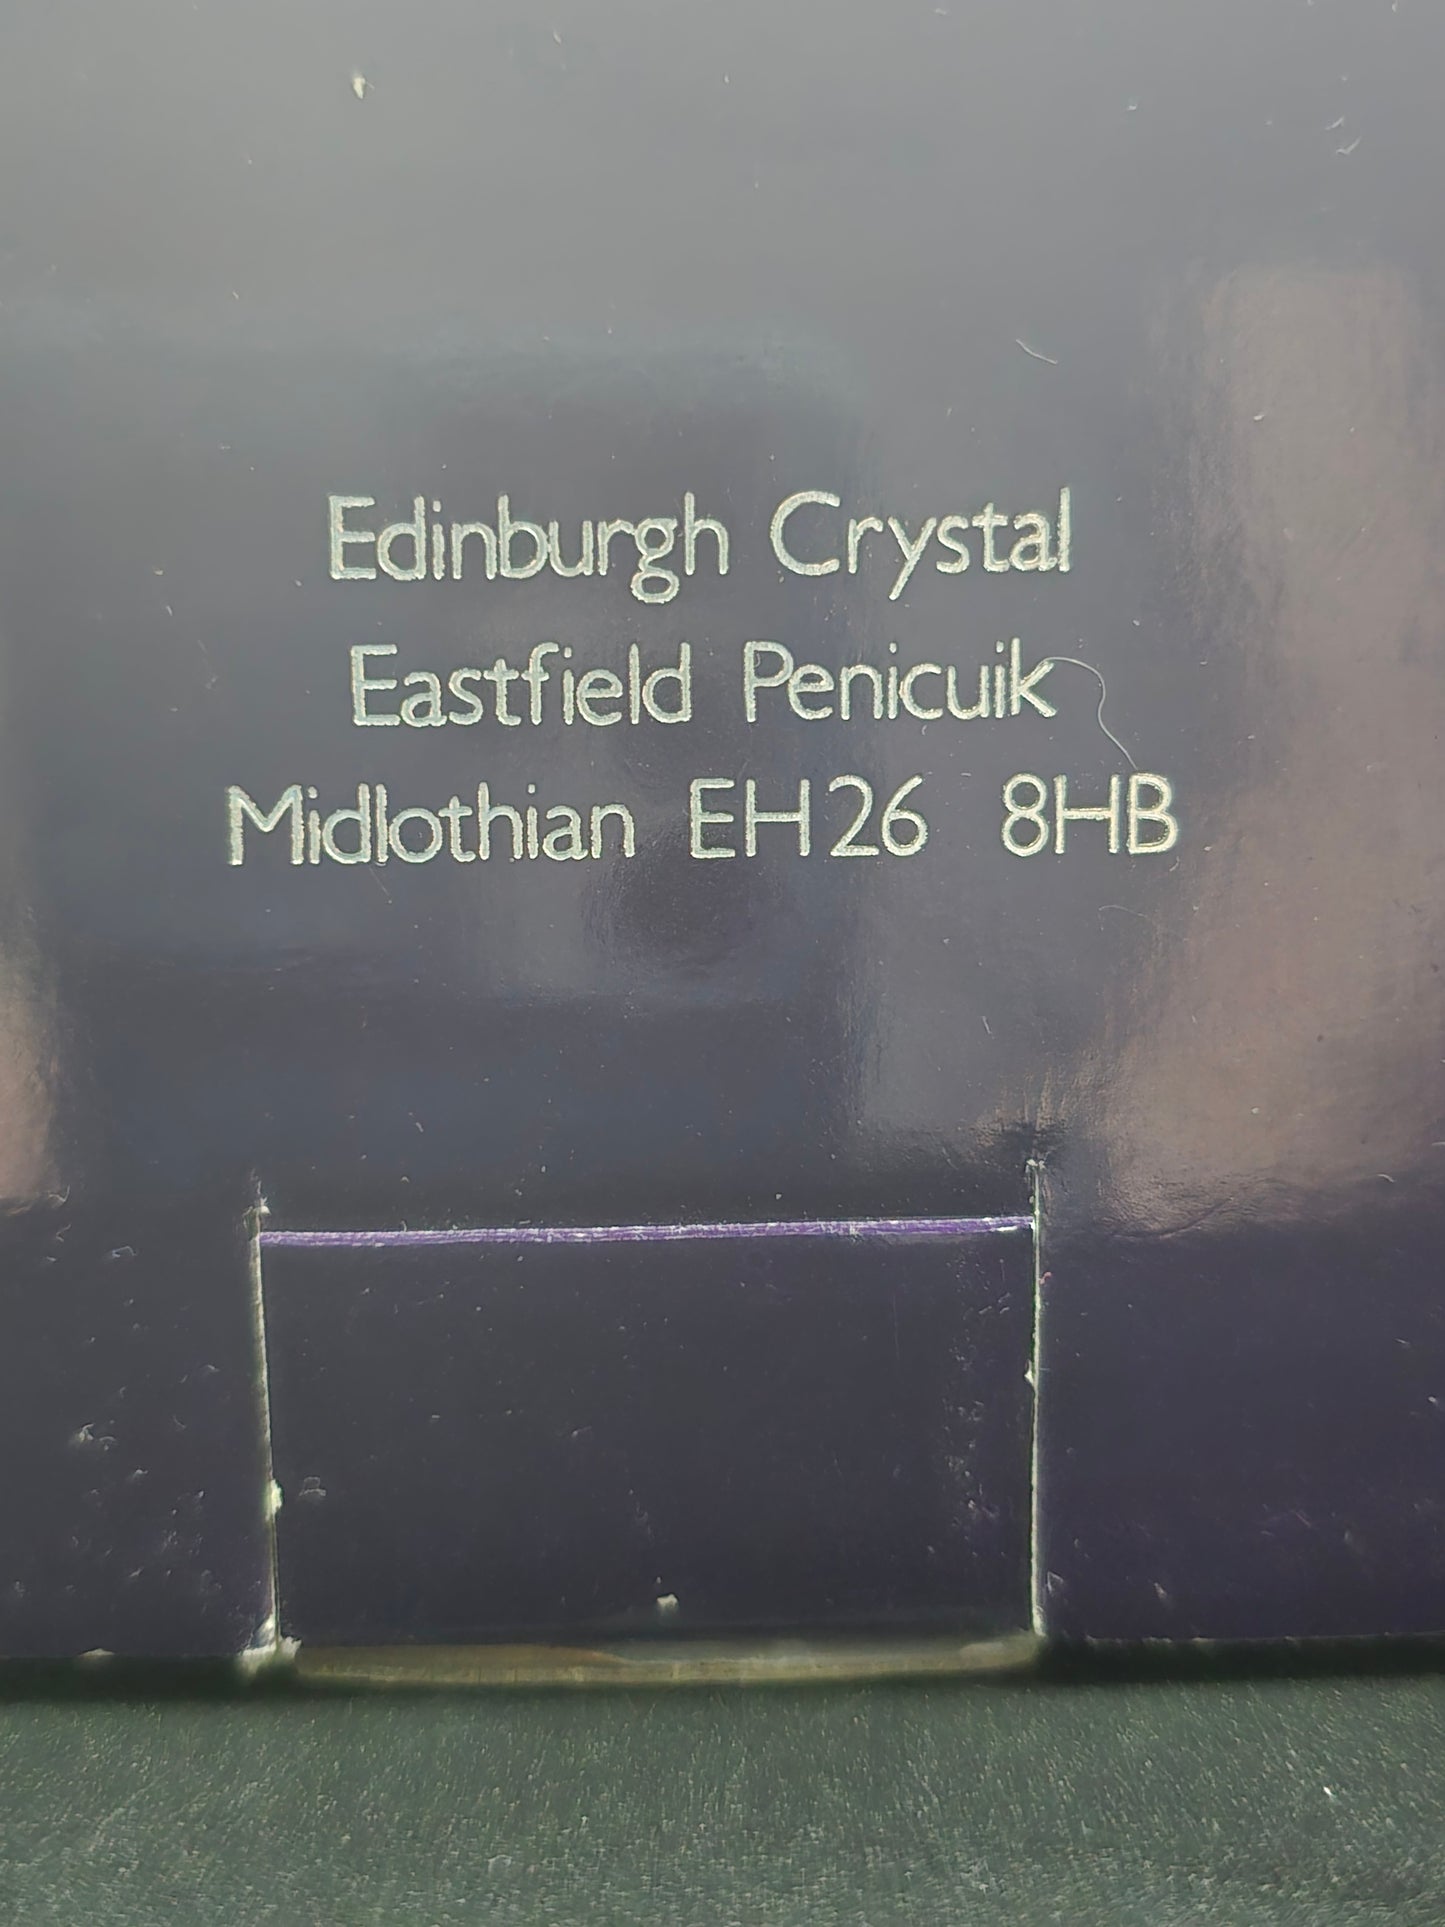 Edinburgh Crystal
Eastfield Penicuik
Midlothian EH26 8HB